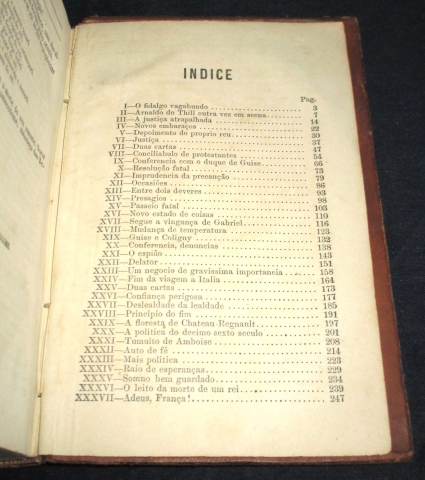 INDICE
Pag.
I—O fidalgo vagabundo 3
II—Arnaldo do Thill entra vez em scena 7
III—A justiça atrapalhada 14
IV—Novos embaraços 22
V—Depoimento do proprio reu 30
VI—Justiça 37
VII—Duas cartas 47
VIII—Conciliabulo de protestantes 54
IX—Conferencia com o duque de Guise 66
X—Resolução fatal 73
XI—Imprudencia da precaução 79
XII—Occasiões 86
XIII—Entre dois deveres 93
XIV—Presagios 98
XV—Passeio fatal 103
XVI—Novo estado de coisas 110
XVII—Segue a vingança de Gabriel 116
XVIII—Mudança de temperatura 123
XIX—Guise e Coligny 132
XX—Conferencia, denuncias 138
XXI—O espião 143
XXII—Delator 151
XXIII—Um negocio de gravissima importancia 158
XXIV—Fim da viagem a Italia 164
XXV—Duas cartas 173
XXVI—Confiança perigosa 177
XXVII—Deslealdade da lealdade 185
XXVIII—Principio do fim 191
XXIX—A floresta de Chateau-Regnault 197
XXX—A politica do decimo sexto seculo 201
XXXI—Tumulto de Amboise 208
XXXII—Auto de fé 214
XXXIII—Mais politica 223
XXXIV—Raio de esperanças 229
XXXV—Somno bem guardado 234
XXXVI—O leito da morte de um rei 239
XXXVII—Adeus, França! 247